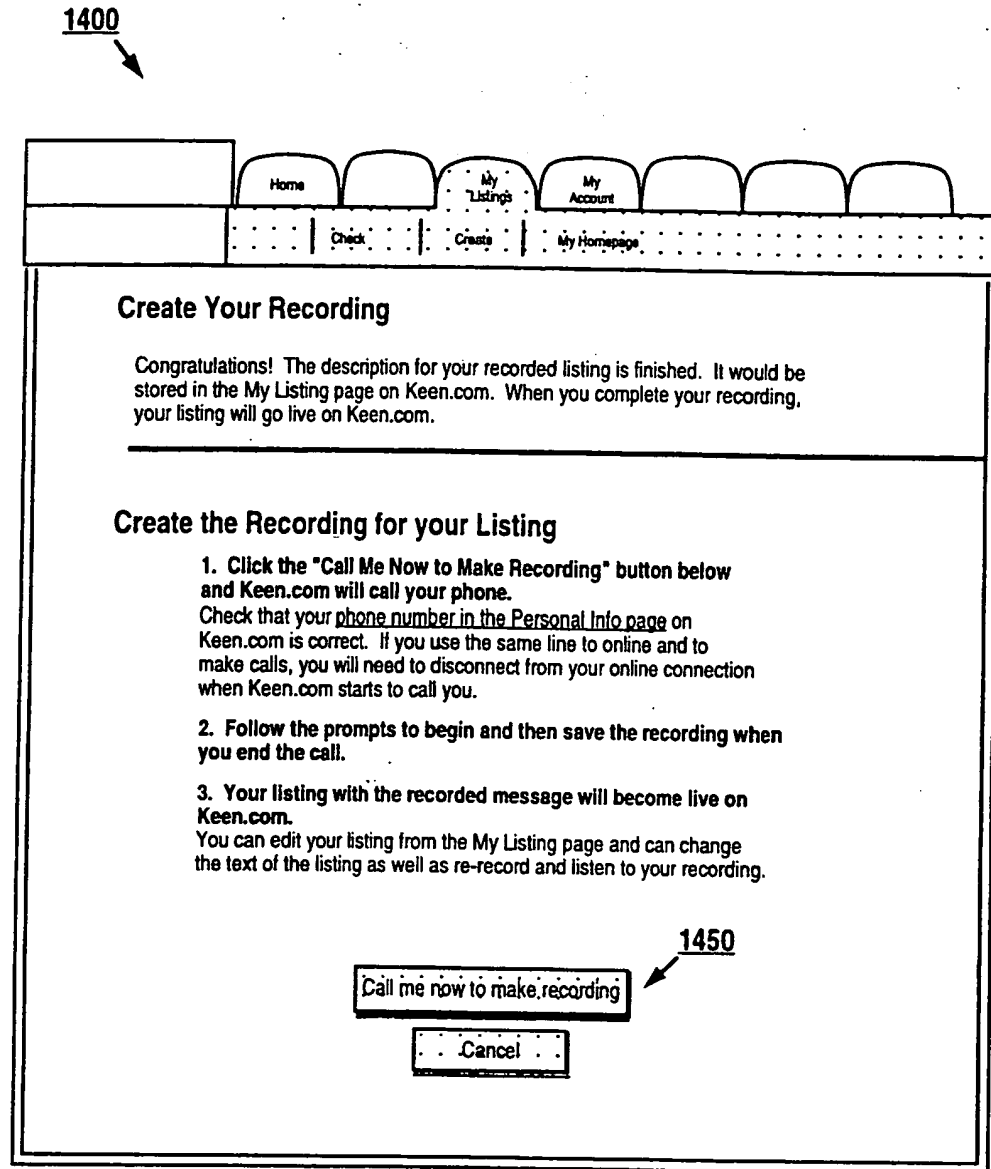 1400
Home
My
Listings
My
Account
Check
Create
My Homepage
Create Your Recording
Congratulations! The description for your recorded listing is finished. It would be
stored in the My Listing page on Keen.com. When you complete your recording,
your listing will go live on Keen.com.
Create the Recording for your Listing
1. Click the "Call Me Now to Make Recording" button below
and Keen.com will call your phone.
Check that your phone number in the Personal Info page on
Keen.com is correct. If you use the same line to online and to
make calls, you will need to disconnect from your online connection
when Keen.com starts to call you.
2. Follow the prompts to begin and then save the recording when
you end the call.
3. Your listing with the recorded message will become live on
Keen.com.
You can edit your listing from the My Listing page and can change
the text of the listing as well as re-record and listen to your recording.
1450
Call me now to make recording
Cancel